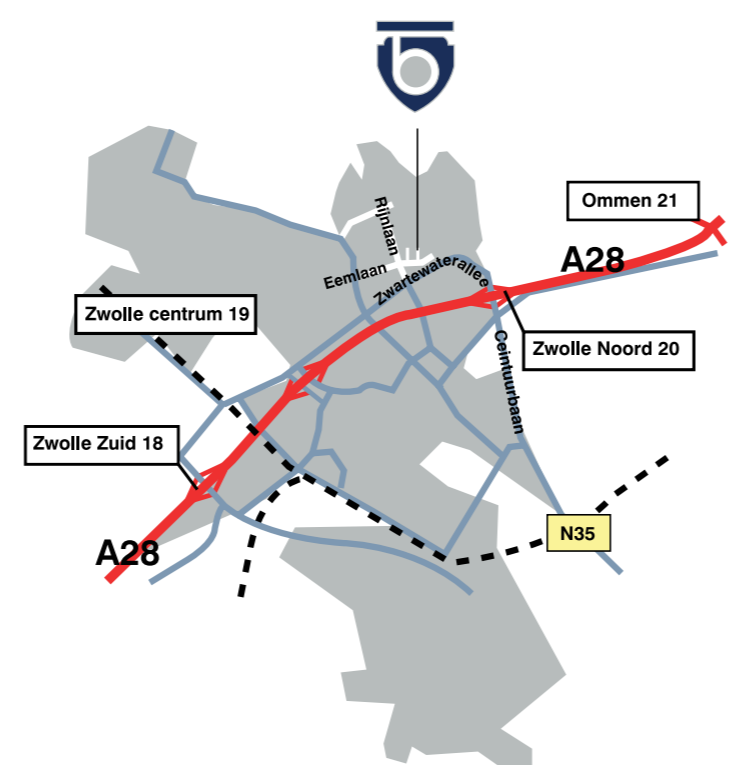 Ommen 21
Rijnlaan
A28
Eemlaan
Zwartewaterallee
Zwolle centrum 19
Zwolle Noord 20
Ceintuurbaan
Zwolle Zuid 18
N35
A28